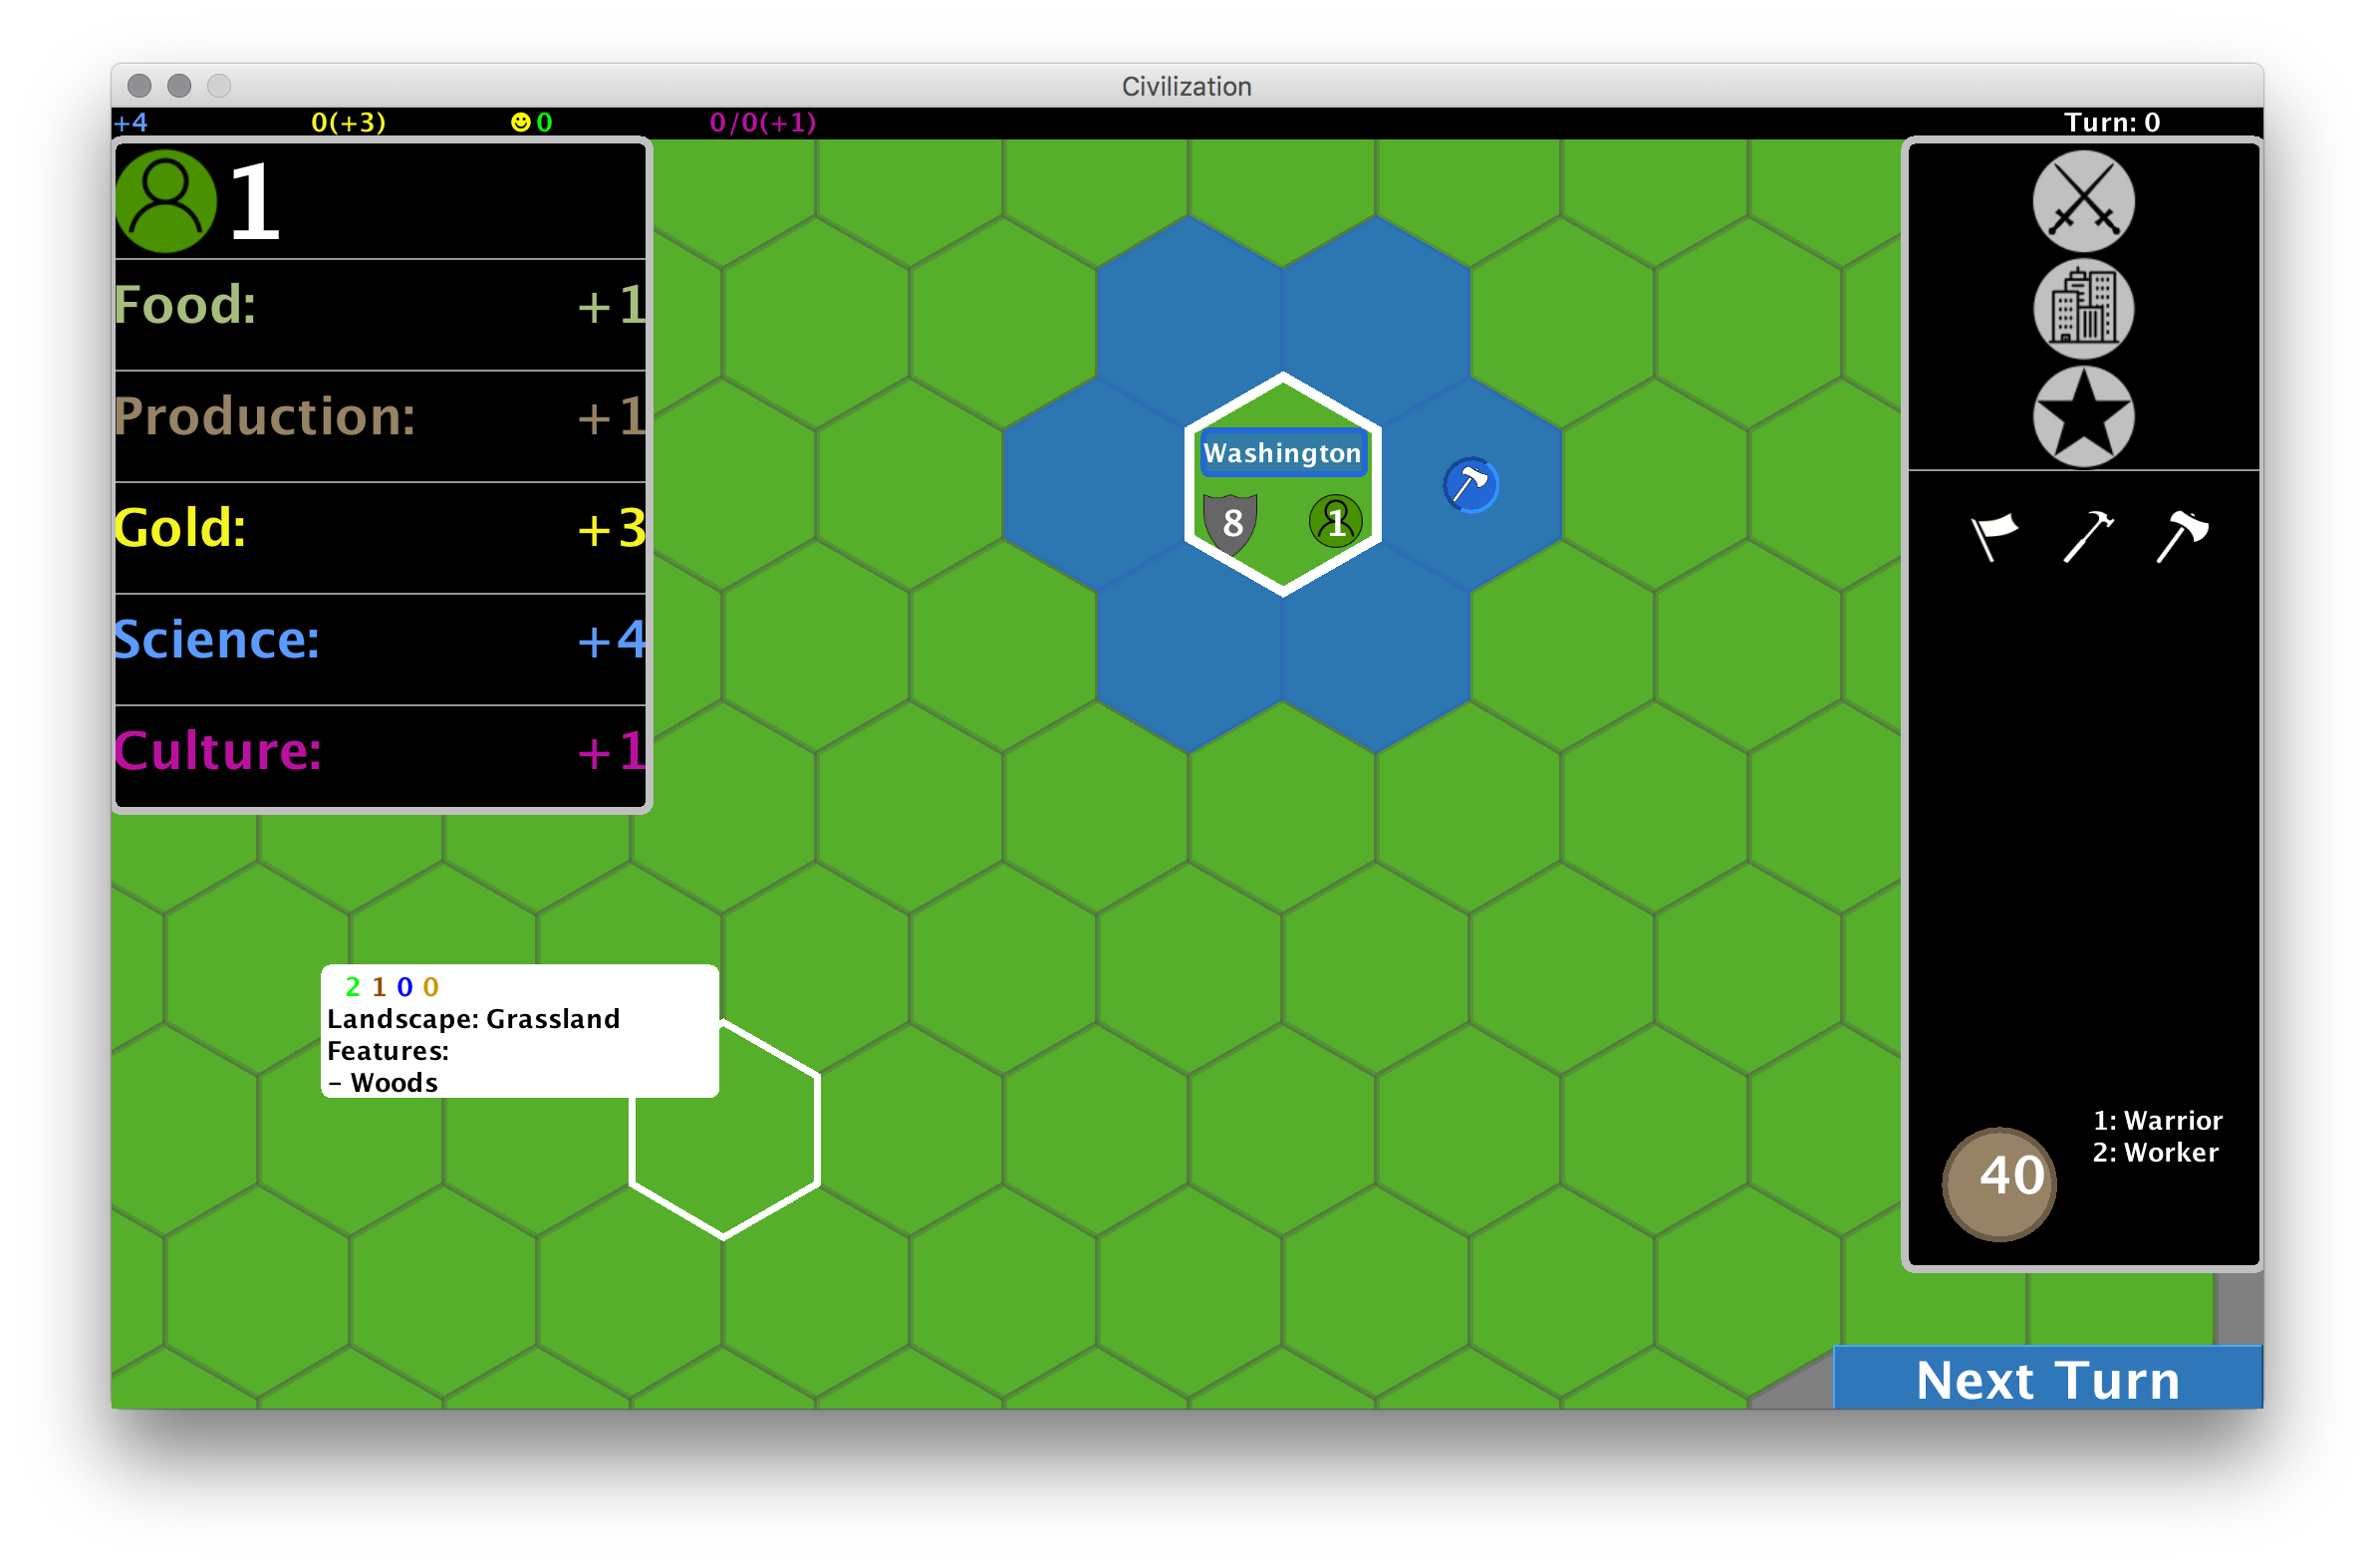 Civilization
+4 0(+3) 0 0/0(+1) Turn: 0
1
Food: +1
Production: +1
Gold: +3
Science: +4
Culture: +1
Washington
8 1
2 1 0 0
Landscape: Grassland
Features:
- Woods
1: Warrior
2: Worker
40
Next Turn